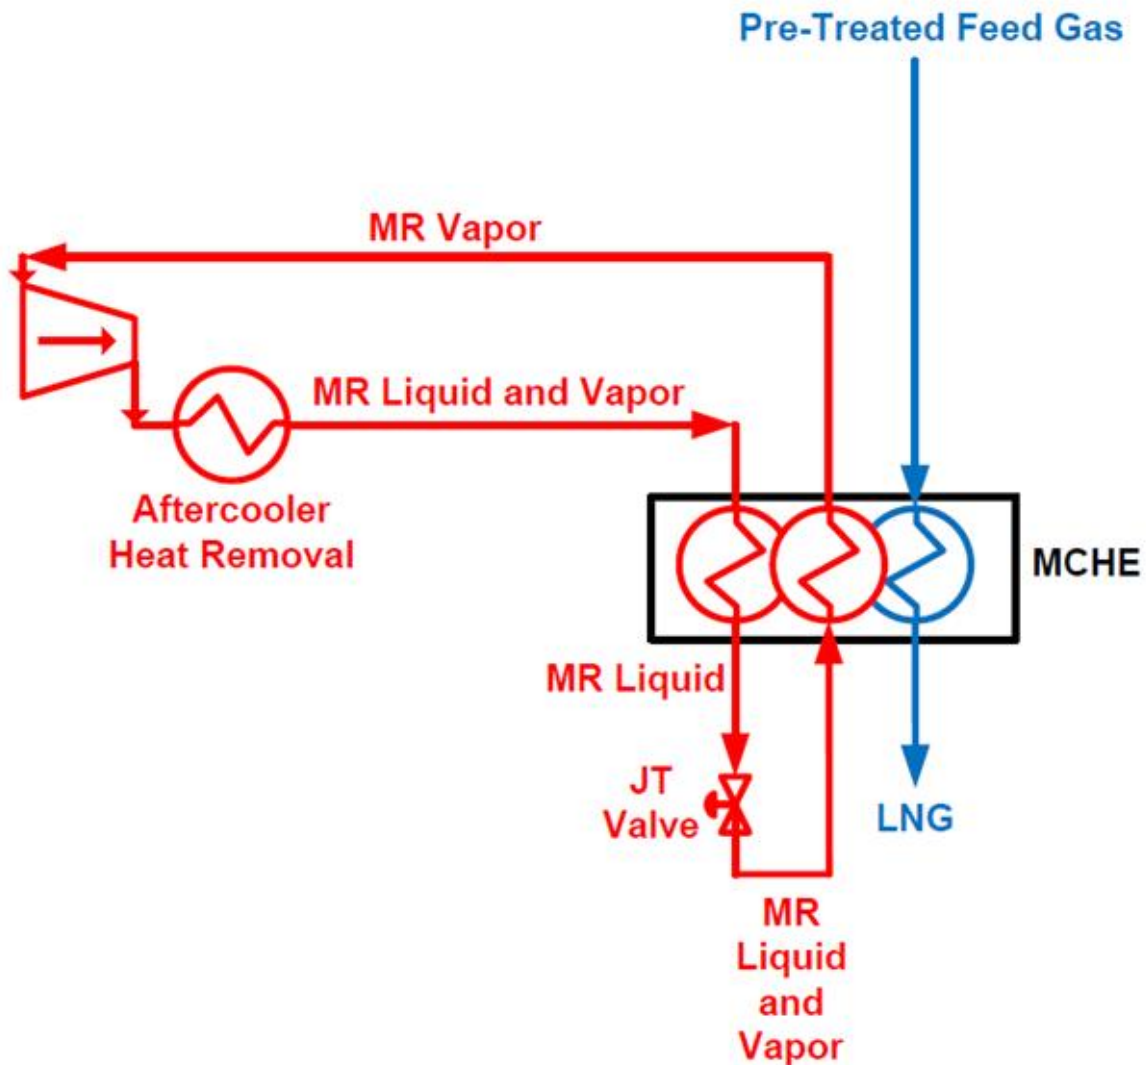 Pre-Treated Feed Gas
MR Vapor
MR Liquid and Vapor
Aftercooler
Heat Removal
MCHE
MR Liquid
JT
Valve
LNG
MR
Liquid
and
Vapor